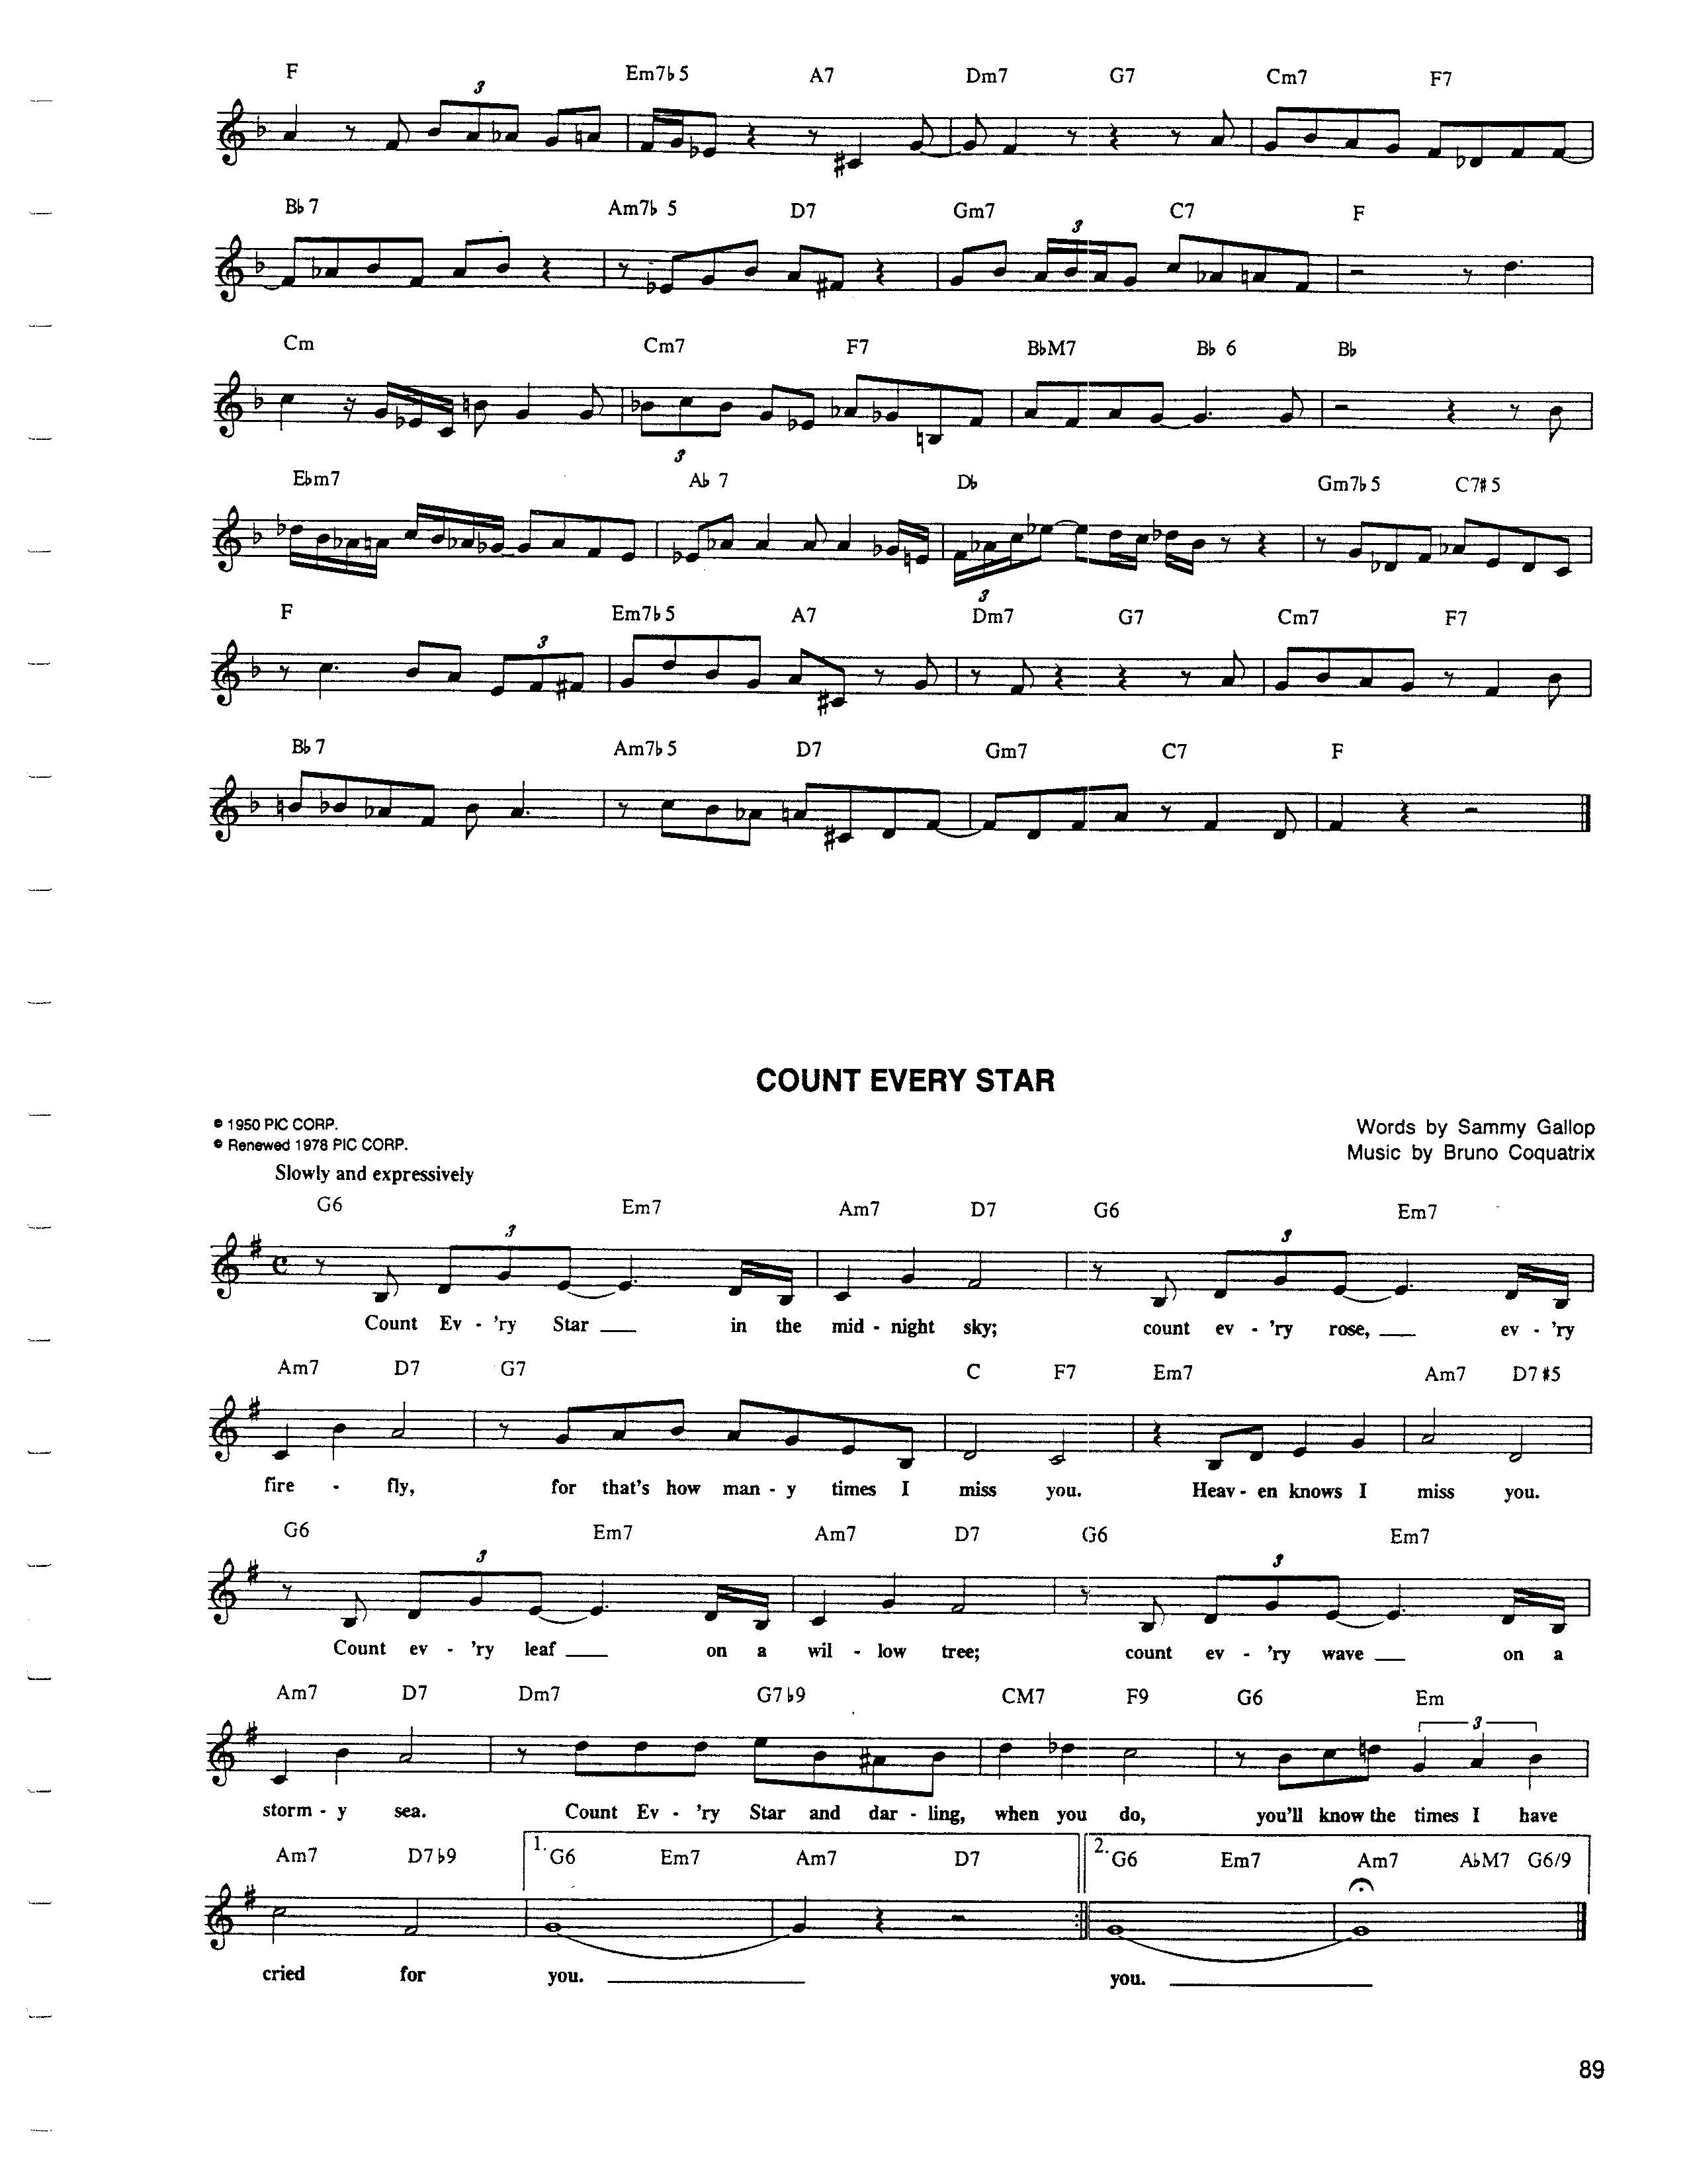 F Em7♭5 A7 Dm7 G7 Cm7 F7
3
B♭7 Am7♭5 D7 Gm7 C7 F
3
Cm Cm7 F7 B♭M7 B♭6 B♭
3
E♭m7 A♭7 D♭ Gm7♭5 C7#5
3
F Em7♭5 A7 Dm7 G7 Cm7 F7
3
B♭7 Am7♭5 D7 Gm7 C7 F
COUNT EVERY STAR
© 1950 PIC CORP.
© Renewed 1978 PIC CORP.
Words by Sammy Gallop
Music by Bruno Coquatrix
Slowly and expressively
G6 Em7 Am7 D7 G6 Em7
3 3
Count Ev - 'ry Star ___ in the mid - night sky; count ev - 'ry rose, ___ ev - 'ry
Am7 D7 G7 C F7 Em7 Am7 D7#5
fire - fly, for that's how man - y times I miss you. Heav - en knows I miss you.
G6 Em7 Am7 D7 G6 Em7
3 3
Count ev - 'ry leaf ___ on a wil - low tree; count ev - 'ry wave ___ on a
Am7 D7 Dm7 G7♭9 CM7 F9 G6 Em
3
storm - y sea. Count Ev - 'ry Star and dar - ling, when you do, you'll know the times I have
Am7 D7♭9 1. G6 Em7 Am7 D7 2. G6 Em7 Am7 A♭M7 G6/9
cried for you. ___ you. ___
89